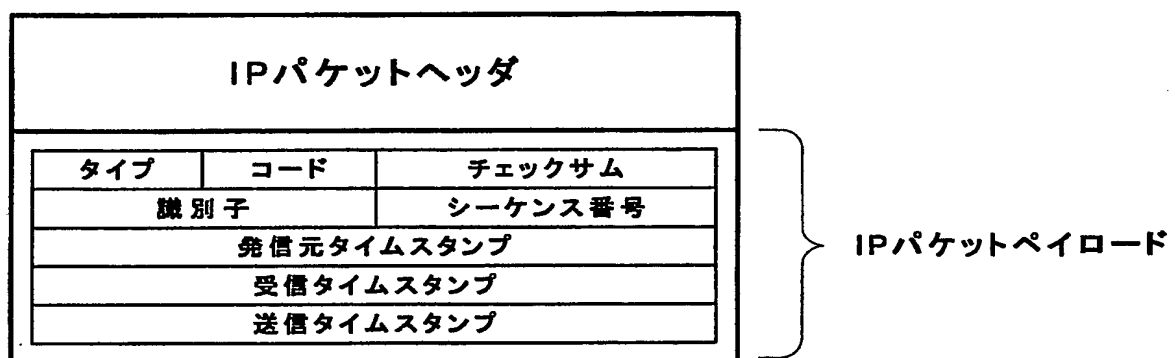 IPパケットヘッダ
タイプ コード チェックサム
識別子 シーケンス番号
発信元タイムスタンプ
受信タイムスタンプ
送信タイムスタンプ
IPパケットペイロード